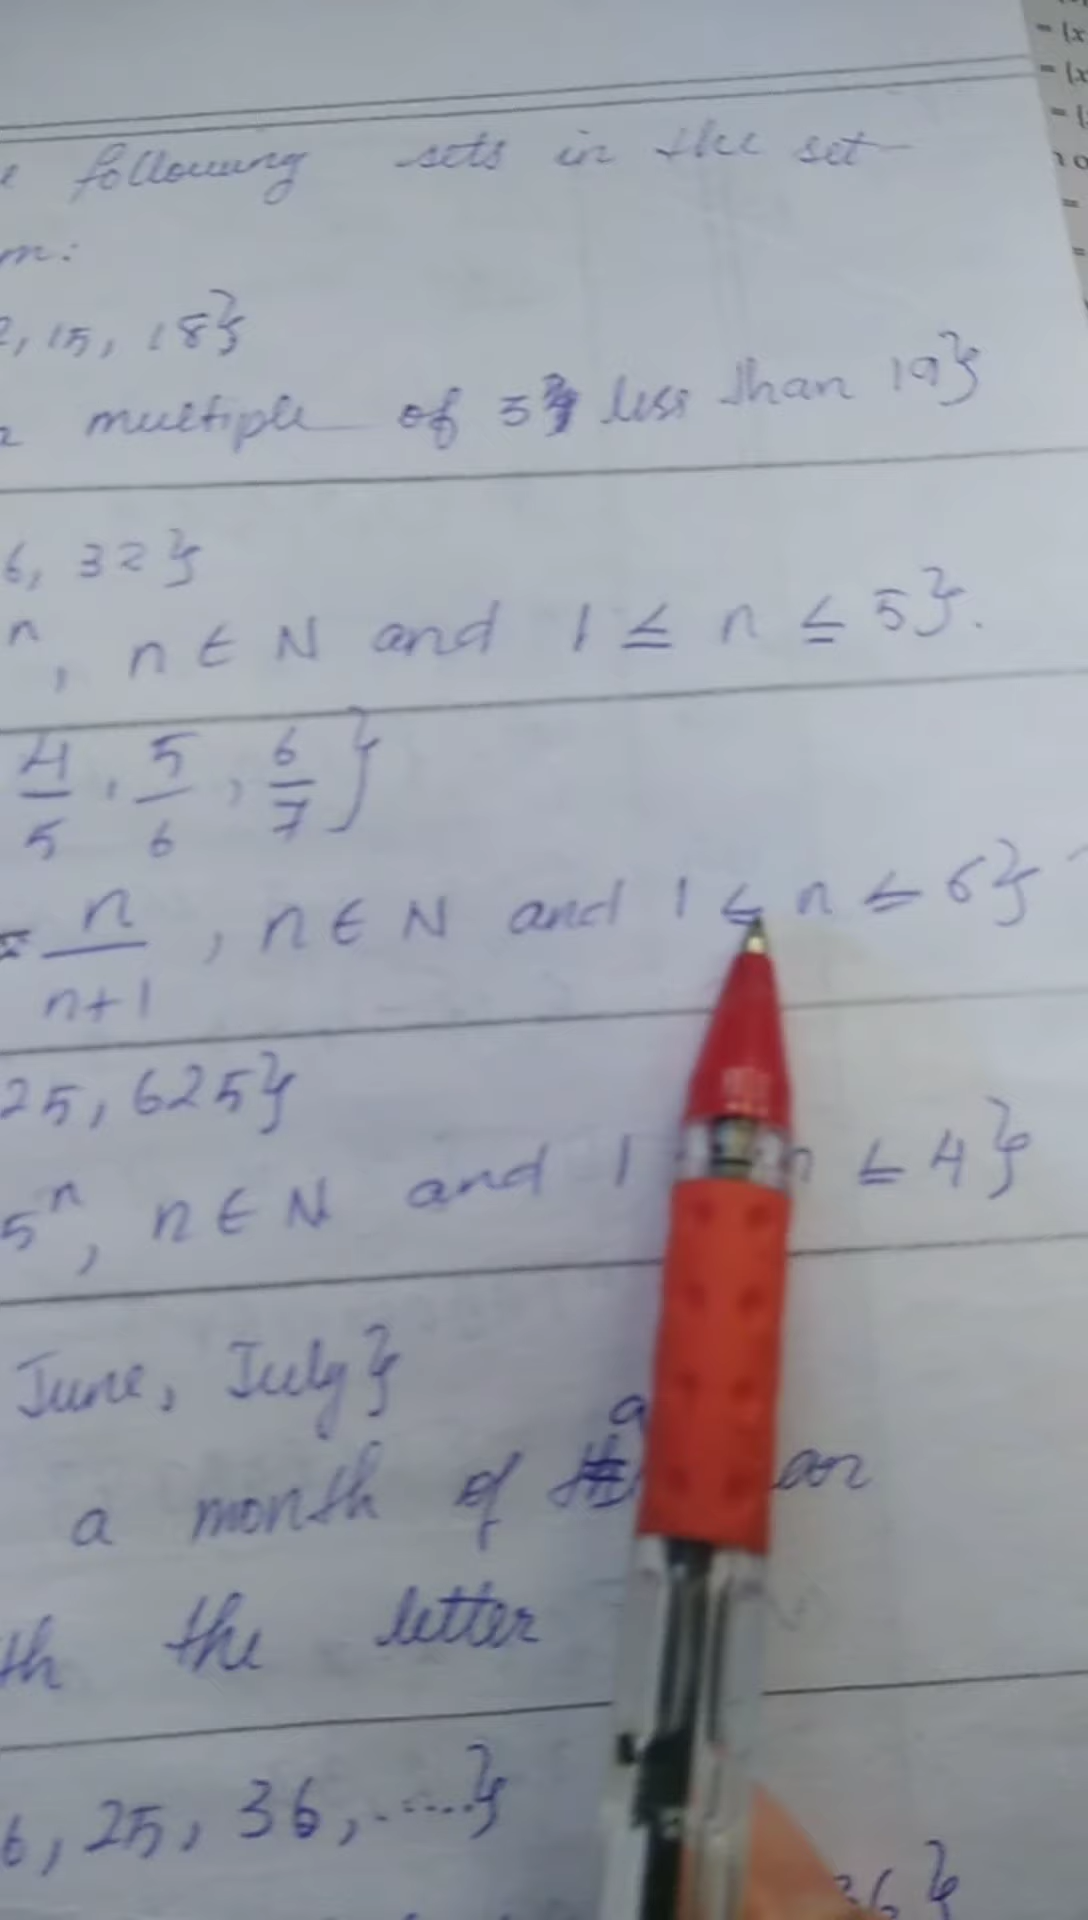 following sets in the set
m:
, 15, 18}
multiple of 3 less than 19}
6, 32}
n, n ∈ N and 1 ≤ n ≤ 5}.
4/5, 5/6, 6/7}
= n/n+1, n ∈ N and 1 ≤ n ≤ 6}
25, 625}
5ⁿ, n ∈ N and 1 n ≤ 4}
June, July}
a month of a
th the letter
6, 25, 36, .....}
36}
= {x
= {x
= {
=
=